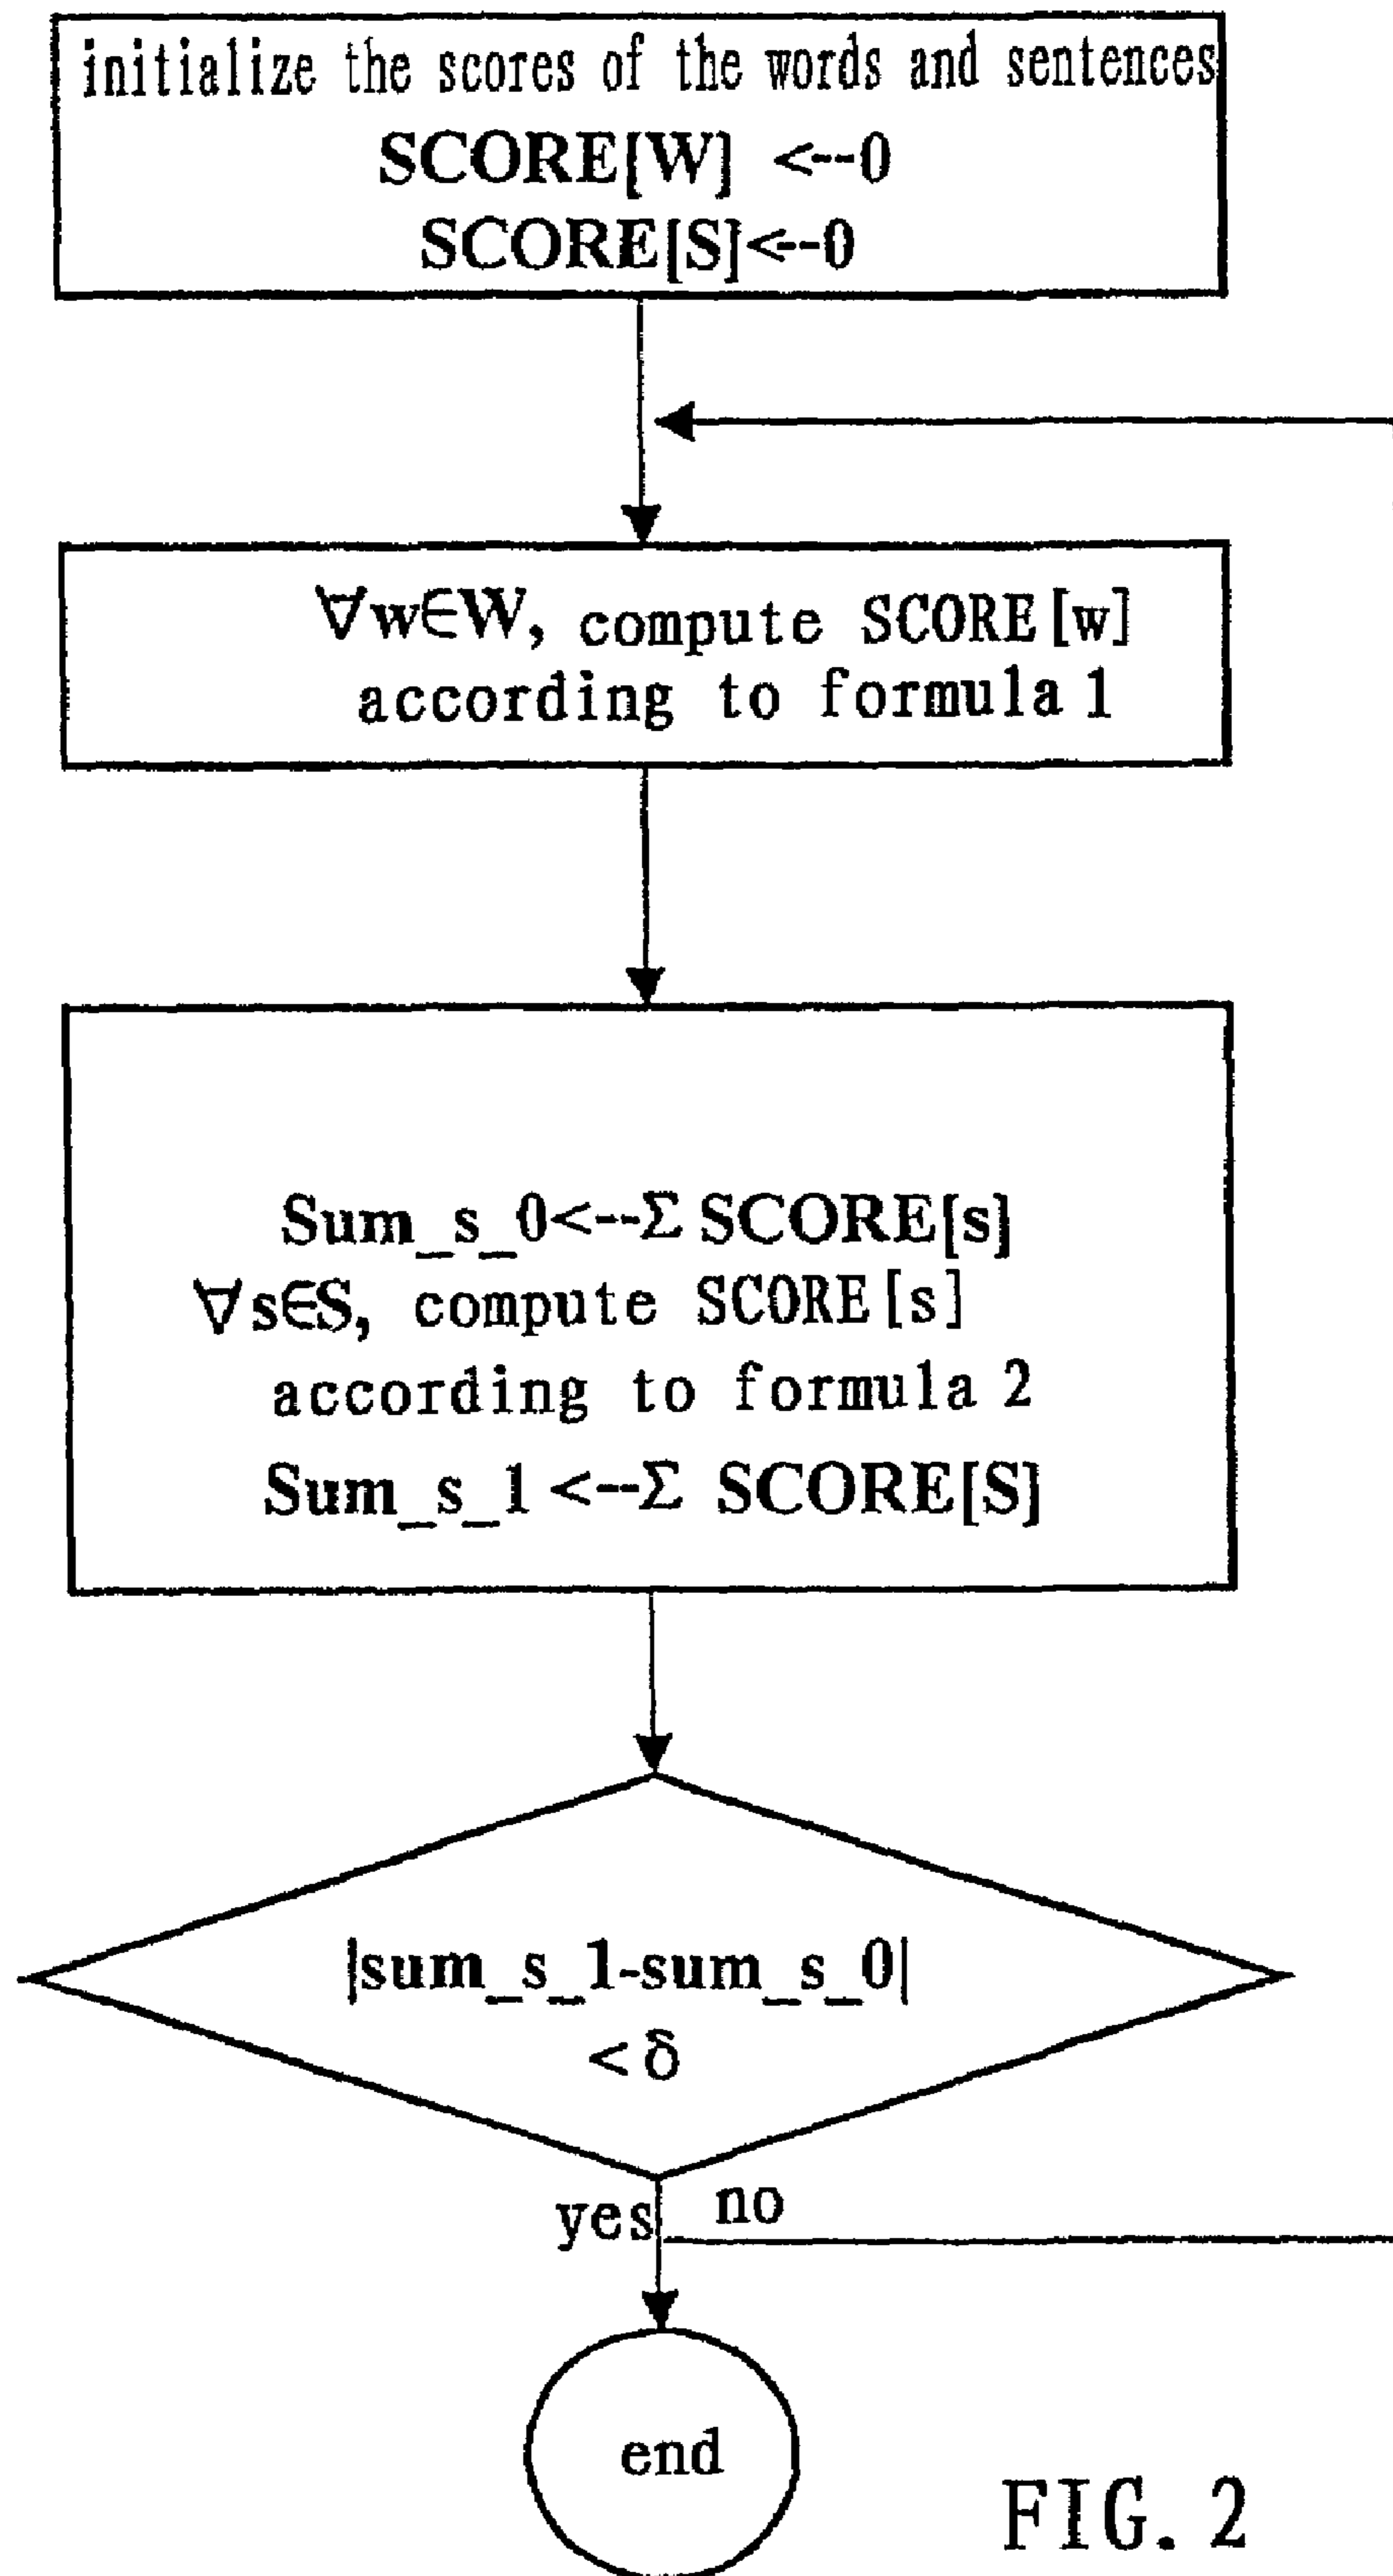 initialize the scores of the words and sentences
SCORE[W] <--0
SCORE[S]<--0
∀w∈W, compute SCORE[w]
according to formula 1
Sum_s_0<--Σ SCORE[s]
∀s∈S, compute SCORE[s]
according to formula 2
Sum_s_1 <--Σ SCORE[S]
|sum_s_1-sum_s_0|
< δ
yes no
end
FIG. 2